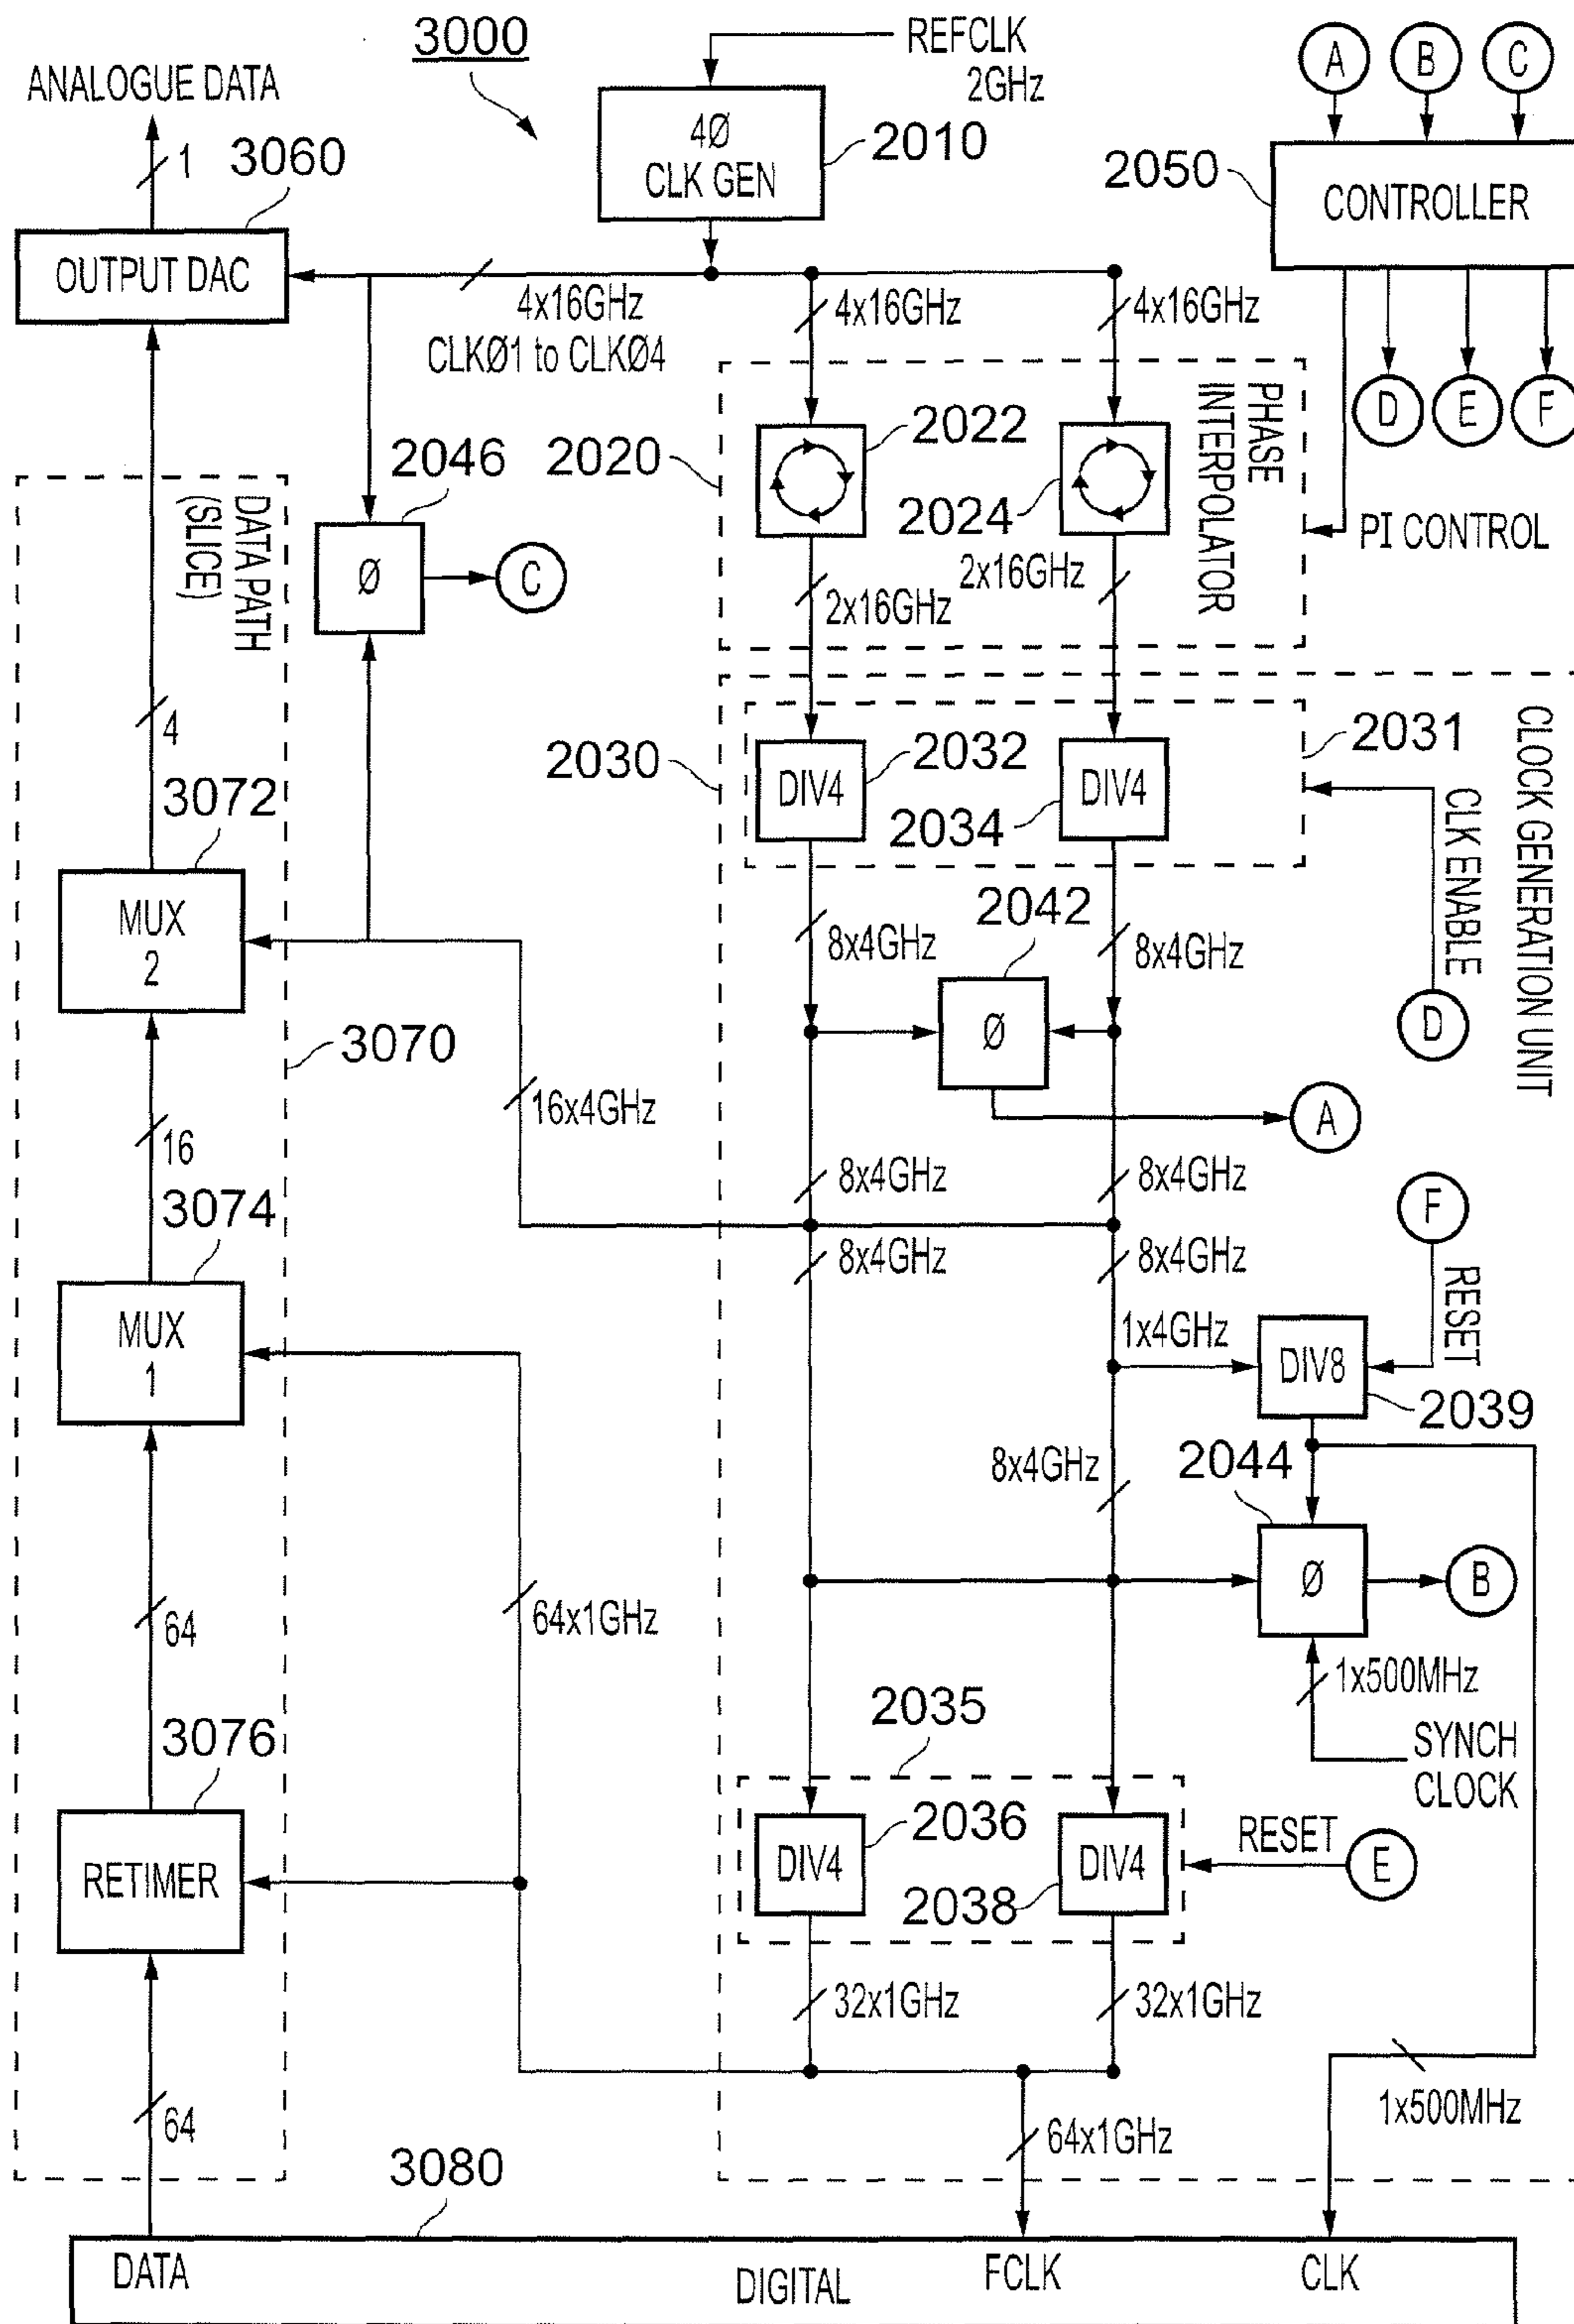 3000
REFCLK
2GHz
A
B
C
ANALOGUE DATA
1
3060
4Ø
CLK GEN
2010
2050
CONTROLLER
OUTPUT DAC
4x16GHz
CLKØ1 to CLKØ4
4x16GHz
4x16GHz
D
E
F
PHASE
INTERPOLATOR
2022
2020
2024
PI CONTROL
2046
Ø
C
DATA PATH
(SLICE)
2x16GHz
2x16GHz
4
2030
DIV4
2032
2034
DIV4
2031
CLK ENABLE
CLOCK GENERATION UNIT
3072
MUX
2
8x4GHz
2042
8x4GHz
Ø
D
3070
16x4GHz
A
16
8x4GHz
8x4GHz
F
3074
8x4GHz
8x4GHz
RESET
MUX
1
1x4GHz
DIV8
2039
8x4GHz
2044
Ø
B
64
64x1GHz
1x500MHz
SYNCH
CLOCK
2035
3076
RETIMER
DIV4
2036
2038
DIV4
RESET
E
32x1GHz
32x1GHz
64
64x1GHz
1x500MHz
3080
DATA
DIGITAL
FCLK
CLK